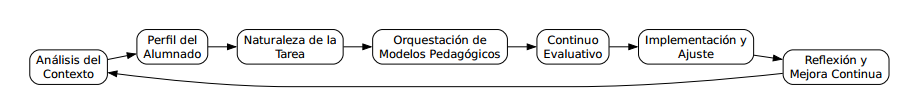 Análisis del
Contexto
Perfil del
Alumnado
Naturaleza de la
Tarea
Orquestación de
Modelos Pedagógicos
Continuo
Evaluativo
Implementación y
Ajuste
Reflexión y
Mejora Continua